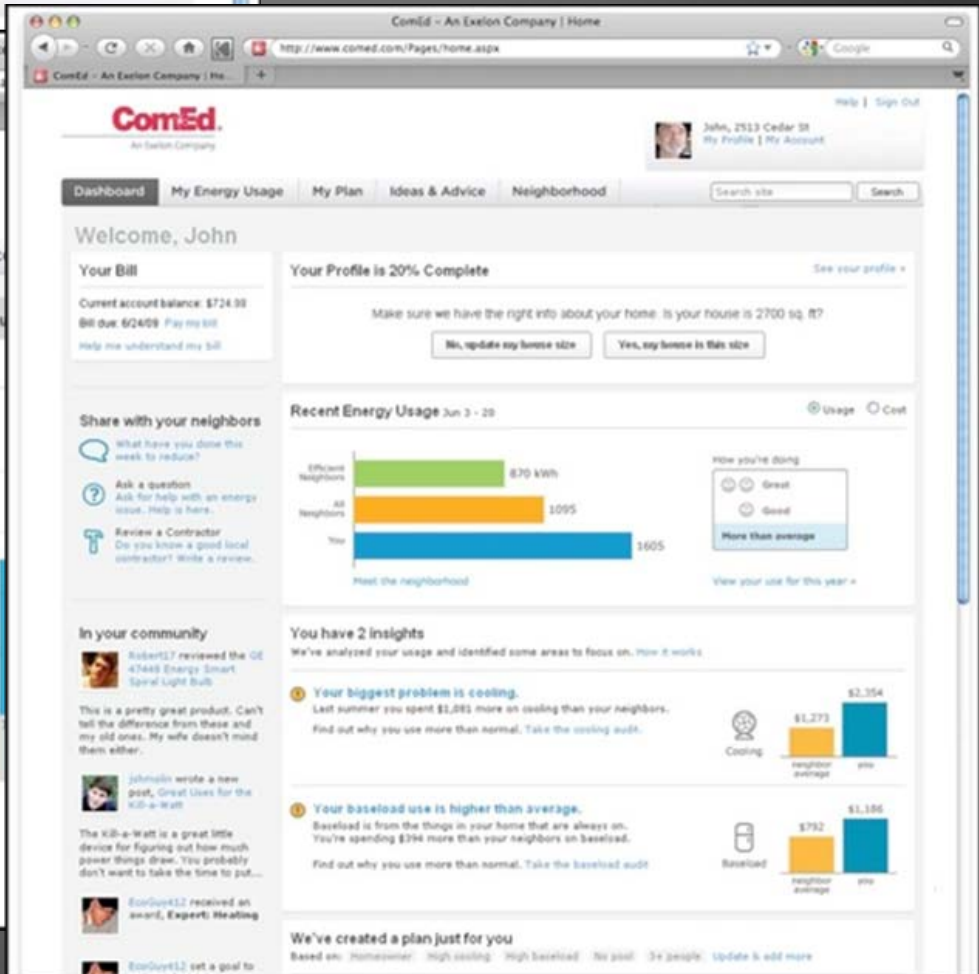 ComEd - An Exelon Company | Home
http://www.comed.com/Pages/home.aspx
Google
ComEd - An Exelon Company | Ho...
Help | Sign Out
ComEd.
An Exelon Company
John, 2513 Cedar St
My Profile | My Account
Dashboard
My Energy Usage
My Plan
Ideas & Advice
Neighborhood
Search site
Search
Welcome, John
Your Bill
Current account balance: $724.98
Bill due: 6/24/09 Pay my bill
Help me understand my bill
Your Profile is 20% Complete
See your profile »
Make sure we have the right info about your home. Is your house is 2700 sq. ft?
No, update my house size
Yes, my house is this size
Share with your neighbors
What have you done this
week to reduce?
Ask a question
Ask for help with an energy
issue. Help is here.
Review a Contractor
Do you know a good local
contractor? Write a review.
Recent Energy Usage Jun 3 - 28
Usage
Cost
Efficient
Neighbors
870 kWh
All
Neighbors
1095
You
1605
Meet the neighborhood
How you're doing
Great
Good
More than average
View your use for this year »
In your community
Robert17 reviewed the GE
47445 Energy Smart
Spiral Light Bulb
This is a pretty great product. Can't
tell the difference from these and
my old ones. My wife doesn't mind
them either.
johnolin wrote a new
post, Great Uses for the
Kill-a-Watt
The Kill-a-Watt is a great little
device for figuring out how much
power things draw. You probably
don't want to take the time to put...
EcoGuy412 received an
award, Expert: Heating
EcoGuy412 set a goal to
You have 2 insights
We've analyzed your usage and identified some areas to focus on. How it works
Your biggest problem is cooling.
Last summer you spent $1,081 more on cooling than your neighbors.
Find out why you use more than normal. Take the cooling audit.
Cooling
$1,273
$2,354
neighbor
average
you
Your baseload use is higher than average.
Baseload is from the things in your home that are always on.
You're spending $394 more than your neighbors on baseload.
Find out why you use more than normal. Take the baseload audit
Baseload
$792
$1,186
neighbor
average
you
We've created a plan just for you
Based on: Homeowner High cooling High baseload No pool 3+ people Update & add more